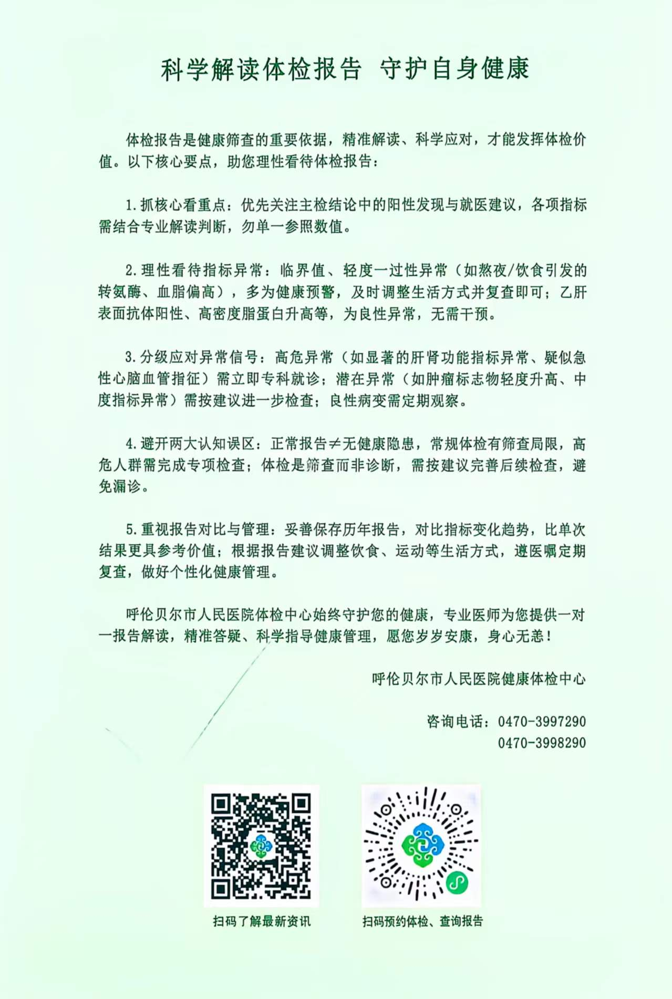 科学解读体检报告 守护自身健康
体检报告是健康筛查的重要依据，精准解读、科学应对，才能发挥体检价
值。以下核心要点，助您理性看待体检报告：
1.抓核心看重点：优先关注主检结论中的阳性发现与就医建议，各项指标
需结合专业解读判断，勿单一参照数值。
2.理性看待指标异常：临界值、轻度一过性异常（如熬夜/饮食引发的
转氨酶、血脂偏高），多为健康预警，及时调整生活方式并复查即可；乙肝
表面抗体阳性、高密度脂蛋白升高等，为良性异常，无需干预。
3.分级应对异常信号：高危异常（如显著的肝肾功能指标异常、疑似急
性心脑血管指征）需立即专科就诊；潜在异常（如肿瘤标志物轻度升高、中
度指标异常）需按建议进一步检查；良性病变需定期观察。
4.避开两大认知误区：正常报告≠无健康隐患，常规体检有筛查局限，高
危人群需完成专项检查；体检是筛查而非诊断，需按建议完善后续检查，避
免漏诊。
5.重视报告对比与管理：妥善保存历年报告，对比指标变化趋势，比单次
结果更具参考价值；根据报告建议调整饮食、运动等生活方式，遵医嘱定期
复查，做好个性化健康管理。
呼伦贝尔市人民医院体检中心始终守护您的健康，专业医师为您提供一对
一报告解读，精准答疑、科学指导健康管理，愿您岁岁安康，身心无恙！
呼伦贝尔市人民医院健康体检中心
咨询电话：0470-3997290
0470-3998290
扫码了解最新资讯
扫码预约体检、查询报告